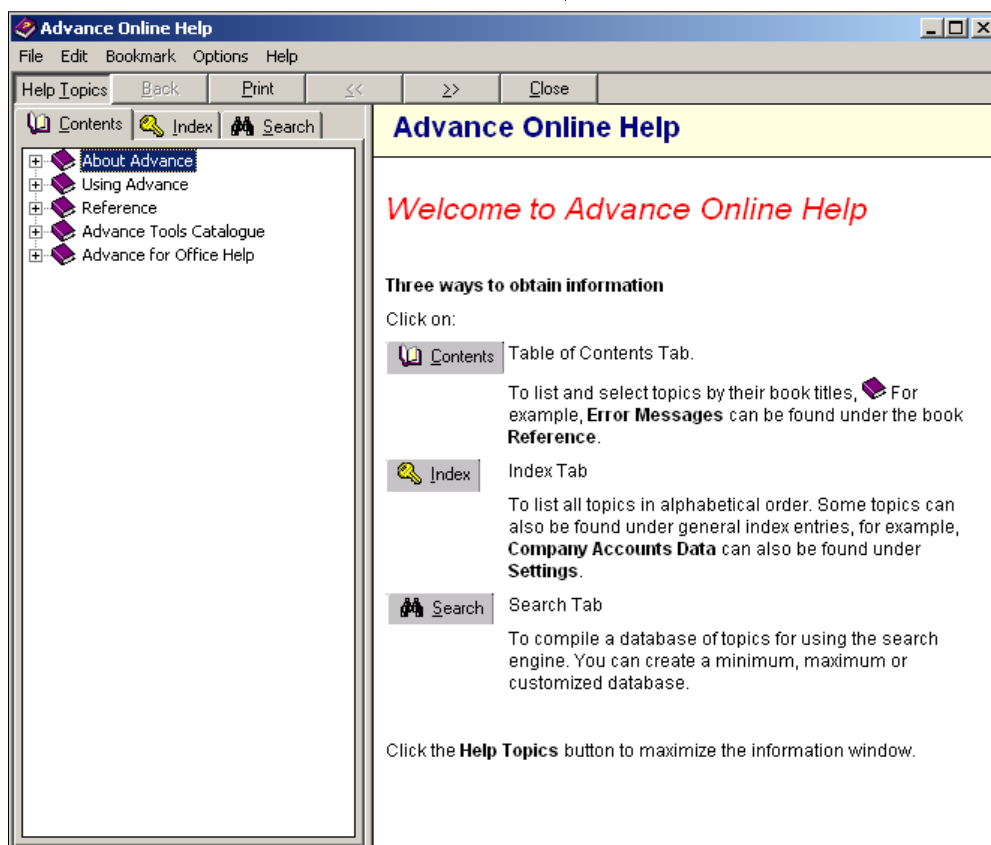 Advance Online Help
File Edit Bookmark Options Help
Help Topics Back Print << >> Close
Contents Index Search
About Advance
Using Advance
Reference
Advance Tools Catalogue
Advance for Office Help
Advance Online Help
Welcome to Advance Online Help
Three ways to obtain information
Click on:
Contents Table of Contents Tab.
To list and select topics by their book titles, For
example, Error Messages can be found under the book
Reference.
Index Index Tab
To list all topics in alphabetical order. Some topics can
also be found under general index entries, for example,
Company Accounts Data can also be found under
Settings.
Search Search Tab
To compile a database of topics for using the search
engine. You can create a minimum, maximum or
customized database.
Click the Help Topics button to maximize the information window.